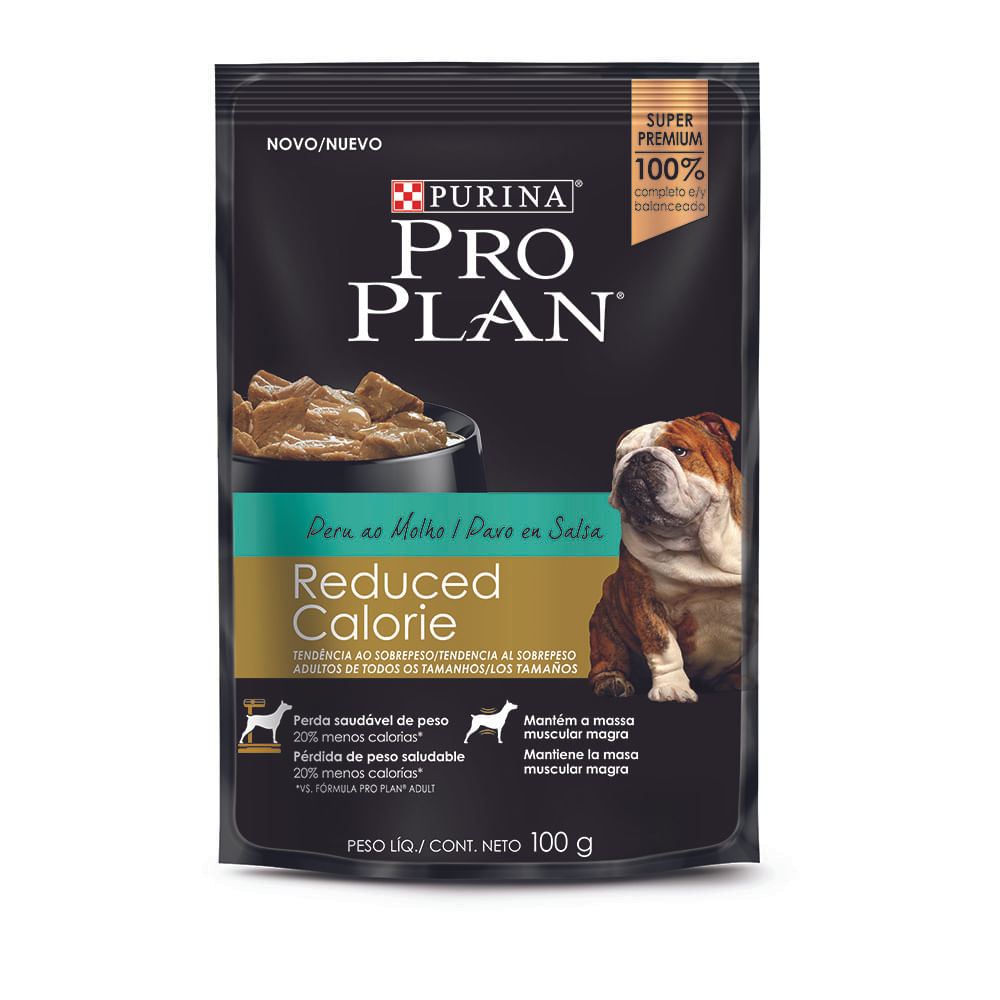 NOVO/NUEVO
SUPER
PREMIUM
100%
completo e/y
balanceado
PURINA®
PRO
PLAN®
Peru ao Molho / Pavo en Salsa
Reduced
Calorie
TENDÊNCIA AO SOBREPESO/TENDENCIA AL SOBREPESO
ADULTOS DE TODOS OS TAMANHOS/LOS TAMAÑOS
Perda saudável de peso
20% menos calorias*
Pérdida de peso saludable
20% menos calorías*
*VS. FÓRMULA PRO PLAN® ADULT
Mantém a massa
muscular magra
Mantiene la masa
muscular magra
PESO LÍQ./ CONT. NETO 100 g